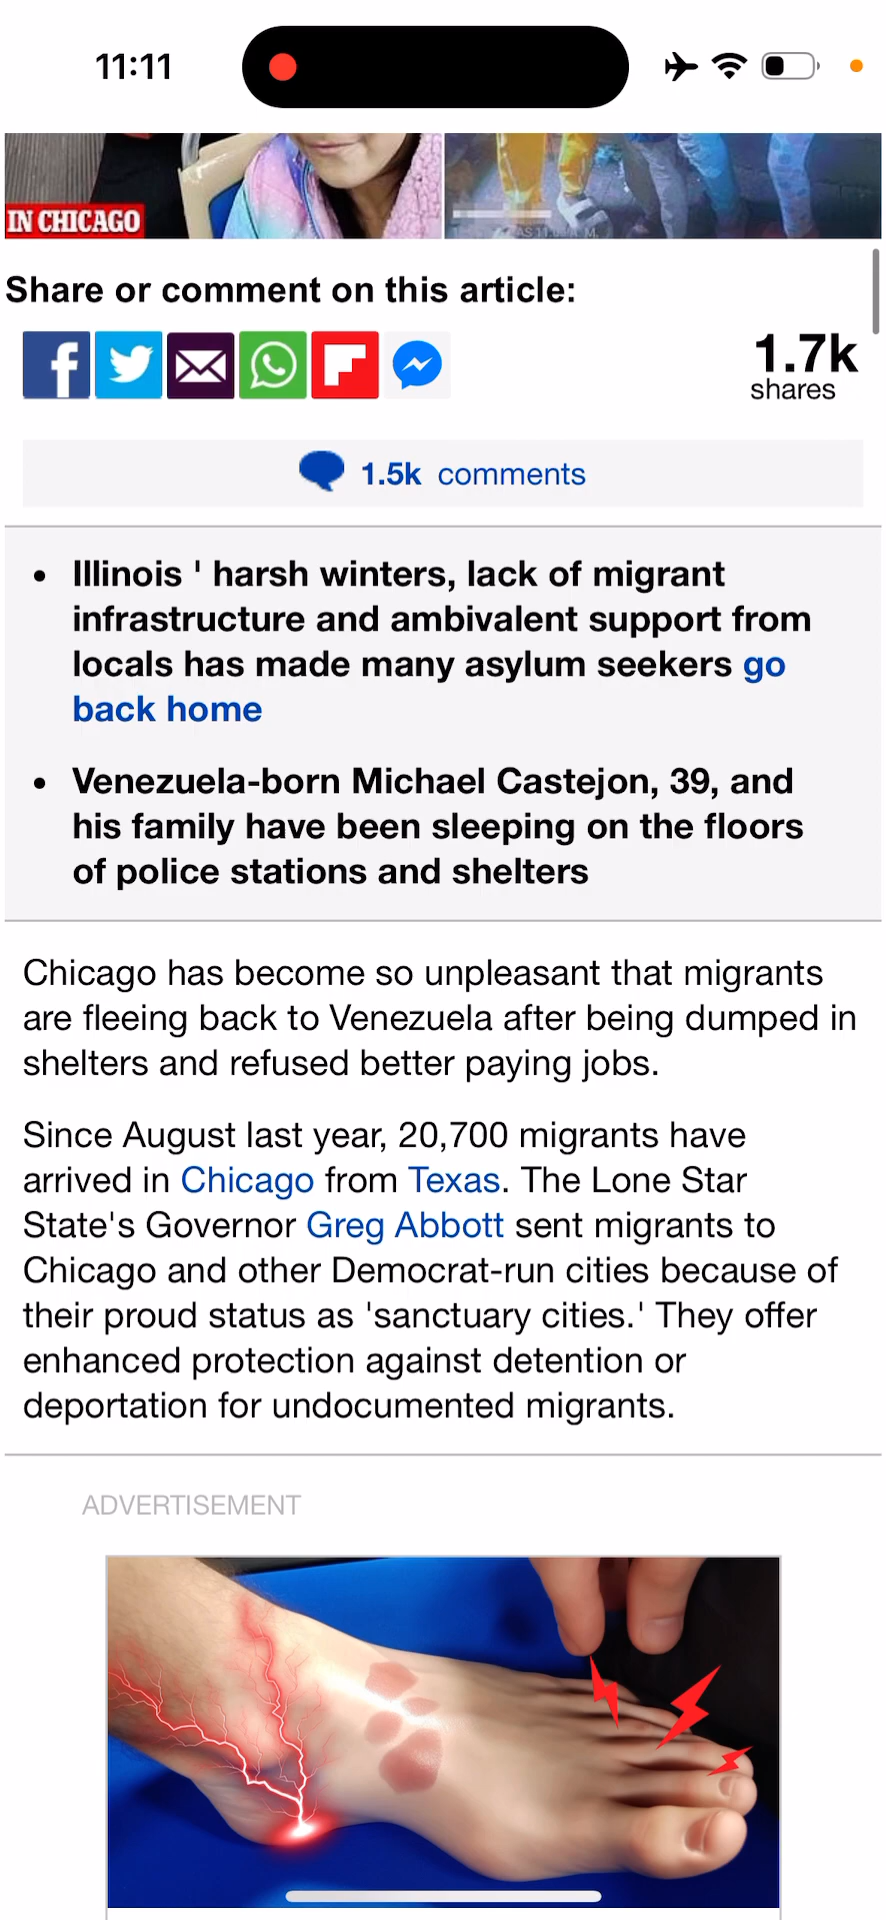 11:11
IN CHICAGO
Share or comment on this article:
1.7k
shares
1.5k comments
• Illinois ' harsh winters, lack of migrant
infrastructure and ambivalent support from
locals has made many asylum seekers go
back home
• Venezuela-born Michael Castejon, 39, and
his family have been sleeping on the floors
of police stations and shelters
Chicago has become so unpleasant that migrants
are fleeing back to Venezuela after being dumped in
shelters and refused better paying jobs.
Since August last year, 20,700 migrants have
arrived in Chicago from Texas. The Lone Star
State's Governor Greg Abbott sent migrants to
Chicago and other Democrat-run cities because of
their proud status as 'sanctuary cities.' They offer
enhanced protection against detention or
deportation for undocumented migrants.
ADVERTISEMENT